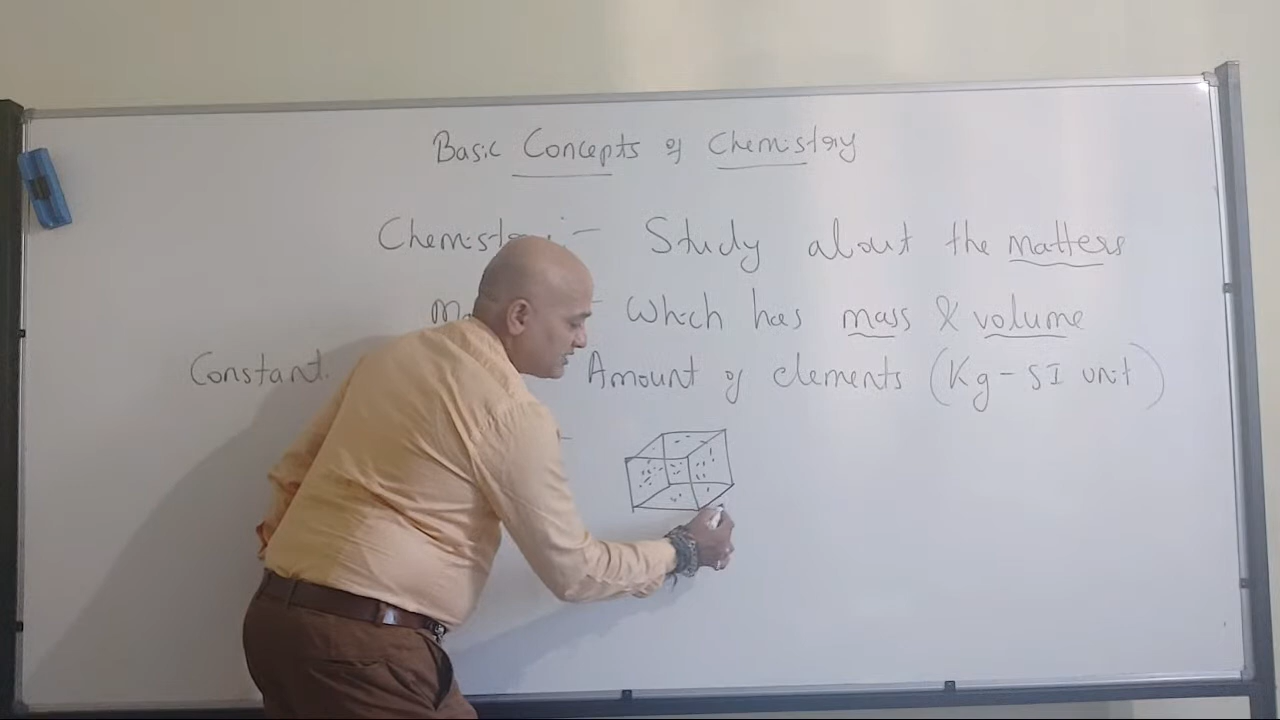 Basic Concepts of Chemistry
:- Study about the matters
Which has mass & volume
Constant. Amount of elements (Kg - SI unit)